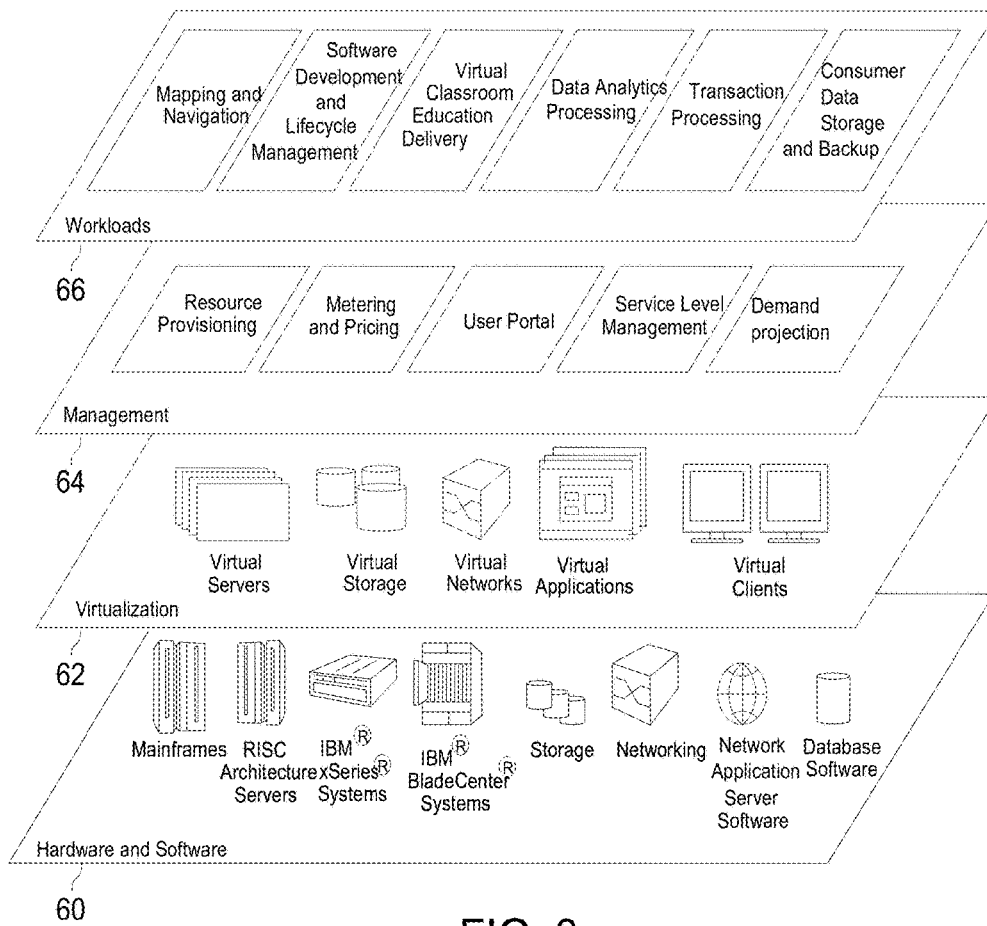 Mapping and
Navigation
Software
Development
and
Lifecycle
Management
Virtual
Classroom
Education
Delivery
Data Analytics
Processing
Transaction
Processing
Consumer
Data
Storage
and Backup
Workloads
66
Resource
Provisioning
Metering
and Pricing
User Portal
Service Level
Management
Demand
projection
Management
64
Virtual
Servers
Virtual
Storage
Virtual
Networks
Virtual
Applications
Virtual
Clients
Virtualization
62
Mainframes
RISC
Architecture
Servers
IBM®
xSeries®
Systems
IBM®
BladeCenter®
Systems
Storage
Networking
Network
Application
Server
Software
Database
Software
Hardware and Software
60
FIG.